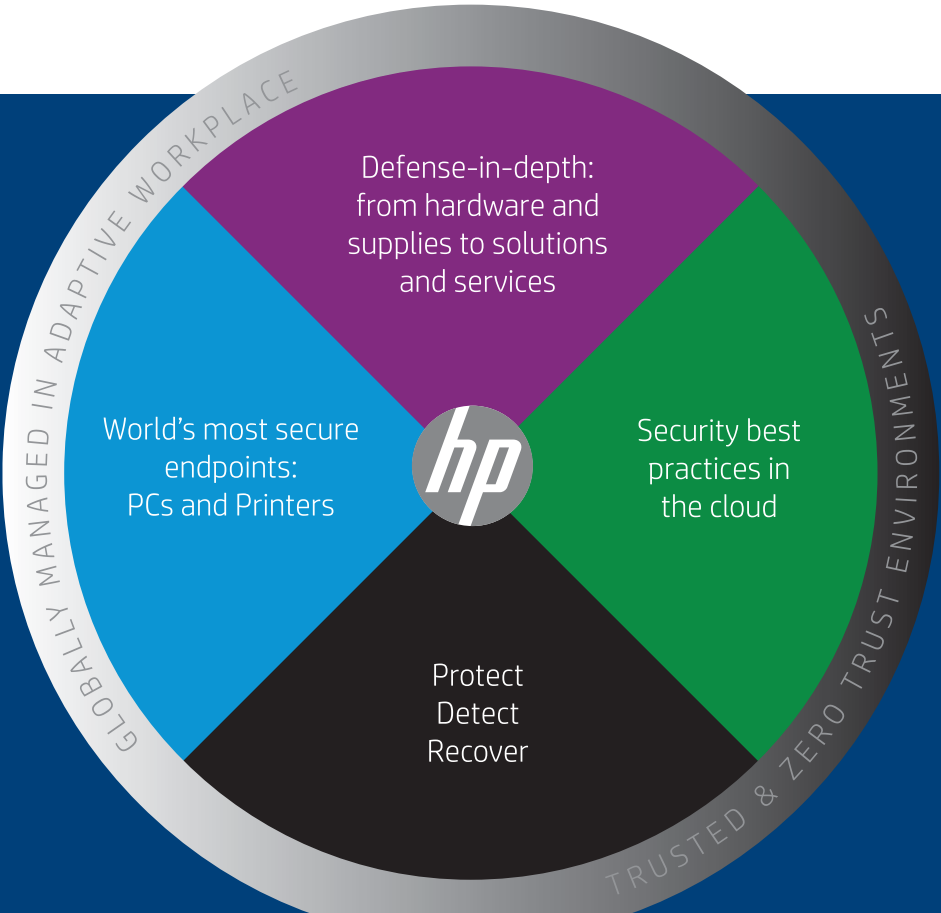 GLOBALLY MANAGED IN ADAPTIVE WORKPLACE
Defense-in-depth:
from hardware and
supplies to solutions
and services
World’s most secure
endpoints:
PCs and Printers
hp
Security best
practices in
the cloud
Protect
Detect
Recover
TRUSTED & ZERO TRUST ENVIRONMENTS